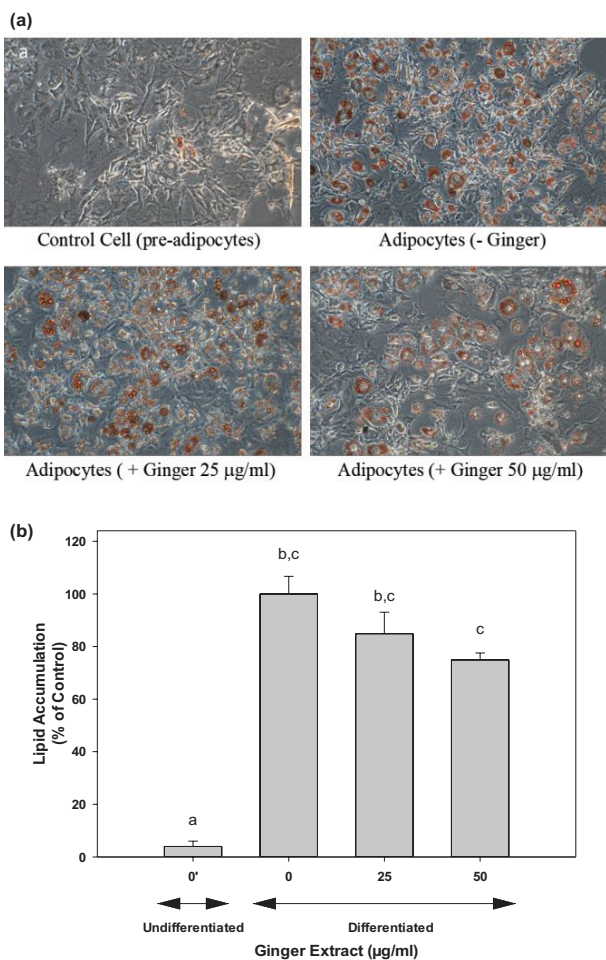 (a)
a
Control Cell (pre-adipocytes)
Adipocytes (- Ginger)
Adipocytes ( + Ginger 25 µg/ml)
Adipocytes (+ Ginger 50 µg/ml)
(b)
120
100
80
60
40
20
0
Lipid Accumulation
(% of Control)
a
b,c
b,c
c
0'
0
25
50
Undifferentiated
Differentiated
Ginger Extract (µg/ml)